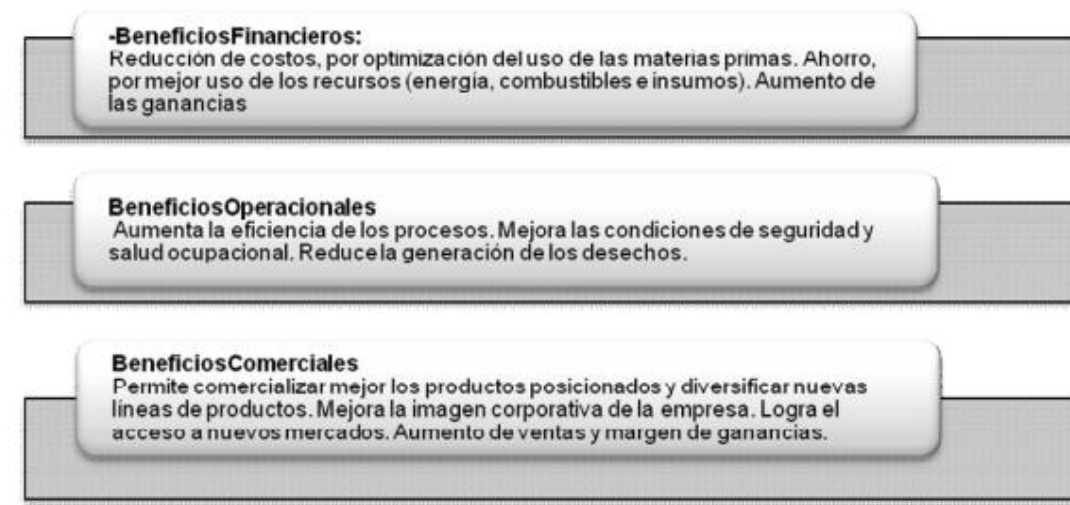 -BeneficiosFinancieros:
Reducción de costos, por optimización del uso de las materias primas. Ahorro,
por mejor uso de los recursos (energía, combustibles e insumos). Aumento de
las ganancias
BeneficiosOperacionales
Aumenta la eficiencia de los procesos. Mejora las condiciones de seguridad y
salud ocupacional. Reduce la generación de los desechos.
BeneficiosComerciales
Permite comercializar mejor los productos posicionados y diversificar nuevas
líneas de productos. Mejora la imagen corporativa de la empresa. Logra el
acceso a nuevos mercados. Aumento de ventas y margen de ganancias.